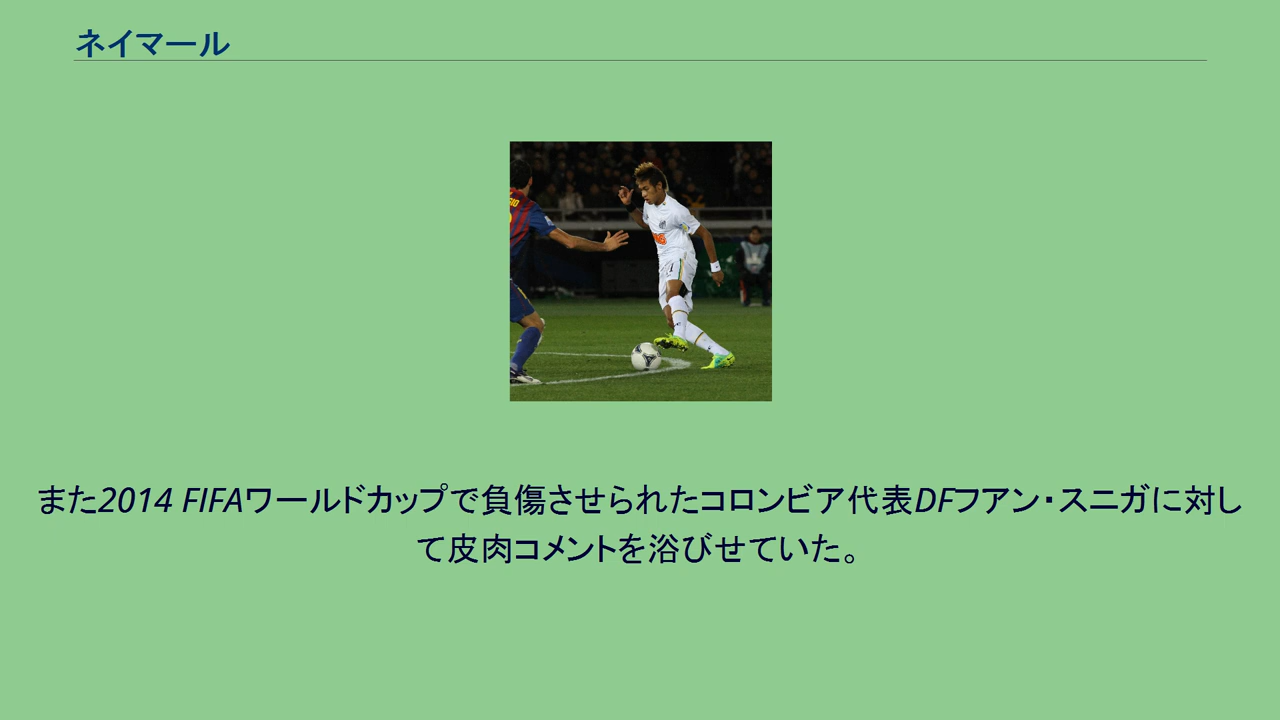 ネイマール
また2014 FIFAワールドカップで負傷させられたコロンビア代表DFフアン・スニガに対し
て皮肉コメントを浴びせていた。